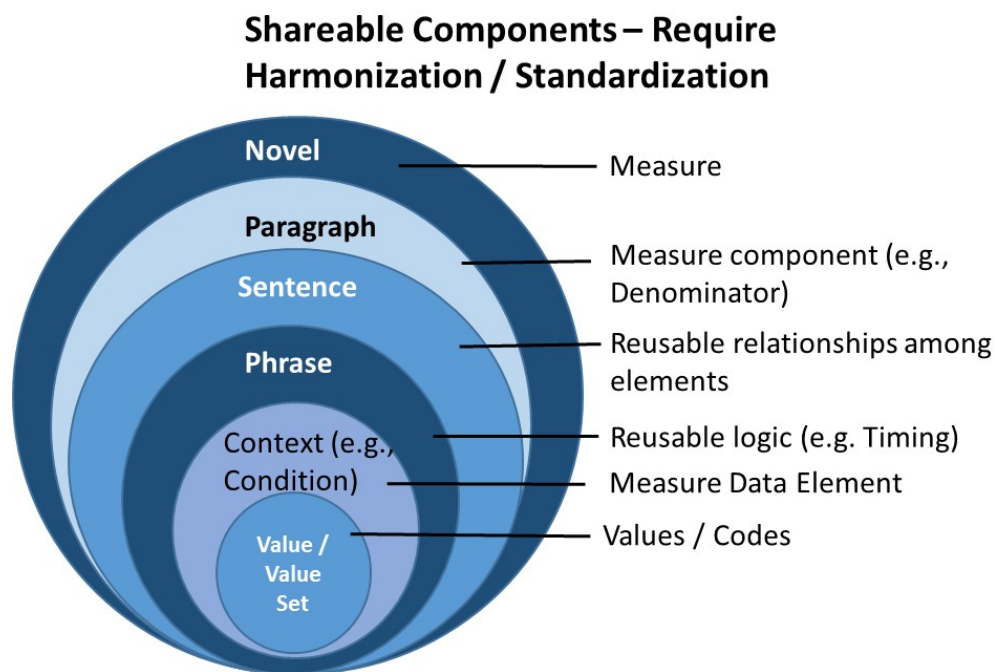 Shareable Components – Require
Harmonization / Standardization
Novel
Measure
Paragraph
Measure component (e.g.,
Denominator)
Sentence
Reusable relationships among
elements
Phrase
Reusable logic (e.g. Timing)
Context (e.g.,
Condition)
Measure Data Element
Value /
Value
Set
Values / Codes